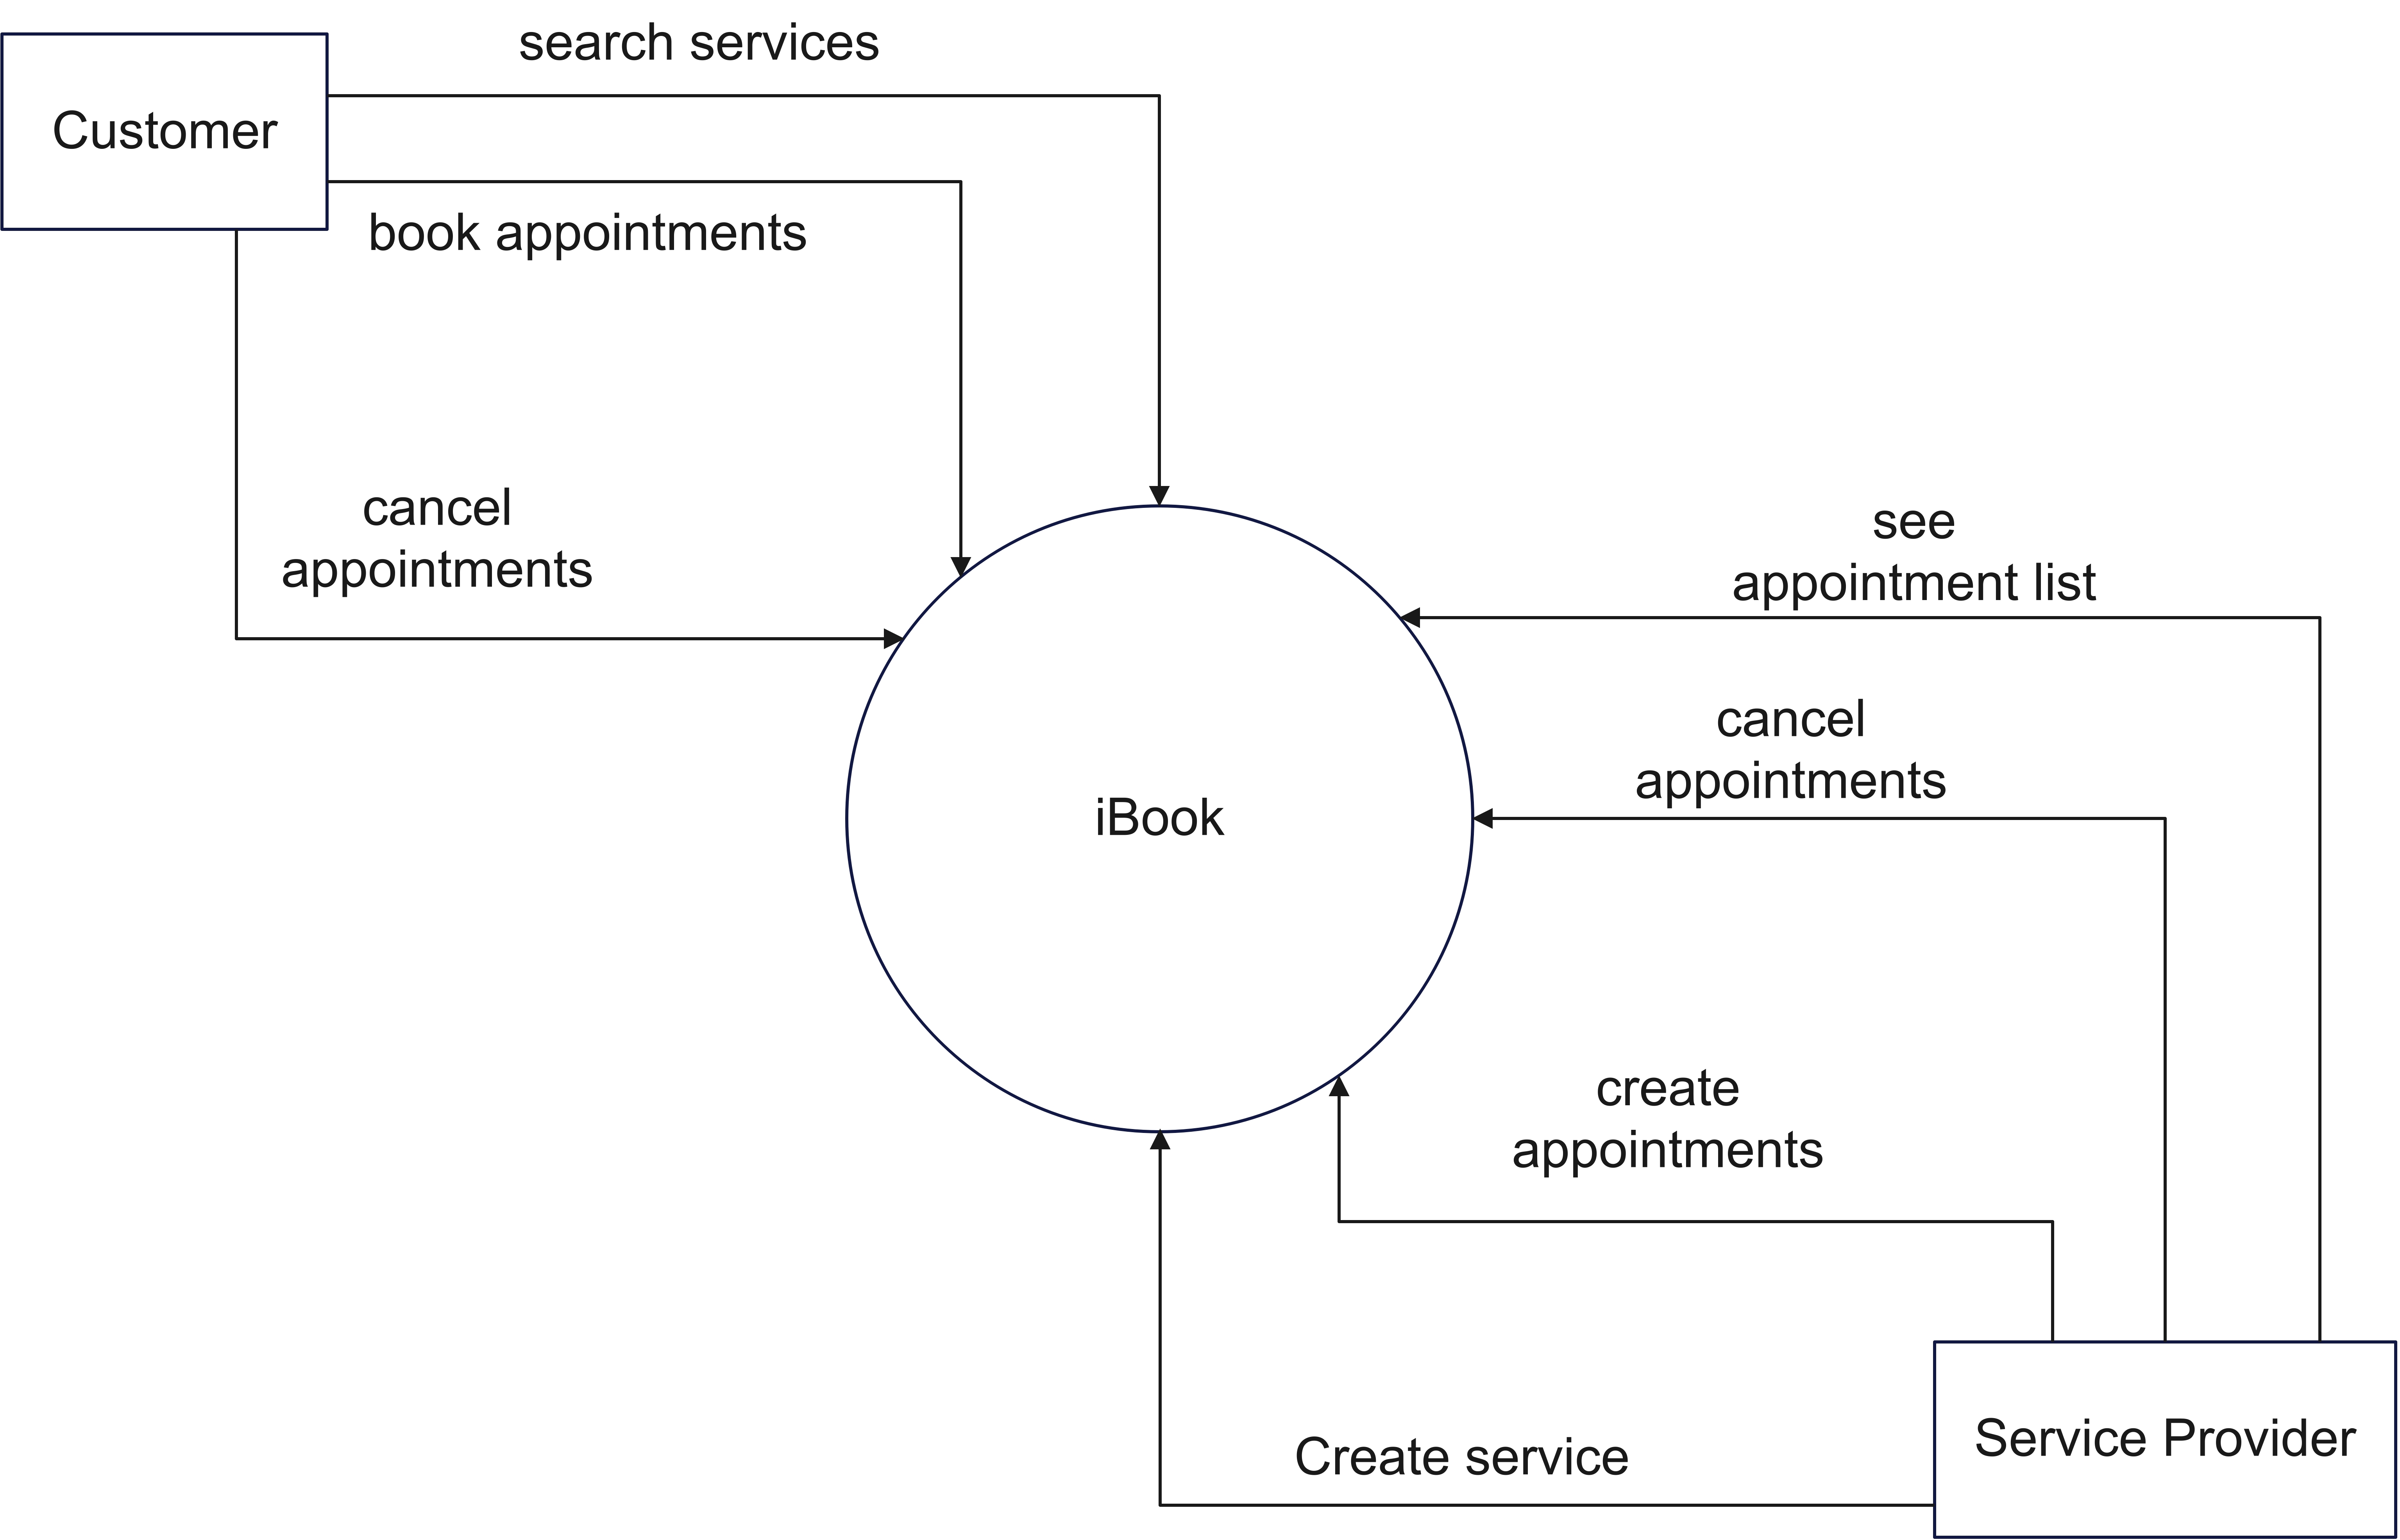 search services
Customer
book appointments
cancel
appointments
see
appointment list
cancel
appointments
iBook
create
appointments
Create service
Service Provider